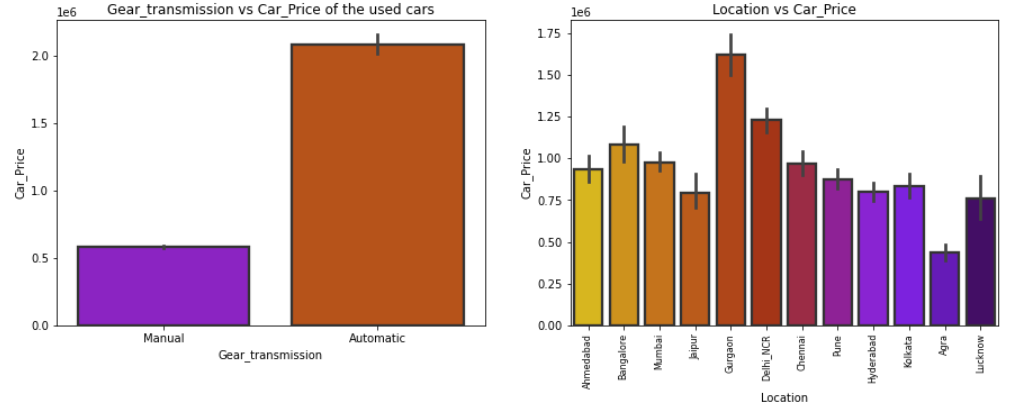 Gear_transmission vs Car_Price of the used cars
1e6
2.0
1.5
1.0
0.5
0.0
Car_Price
Manual
Automatic
Gear_transmission
Location vs Car_Price
1e6
1.75
1.50
1.25
1.00
0.75
0.50
0.25
0.00
Car_Price
Ahmedabad
Bangalore
Mumbai
Jaipur
Gurgaon
Delhi_NCR
Chennai
Pune
Hyderabad
Kolkata
Agra
Lucknow
Location